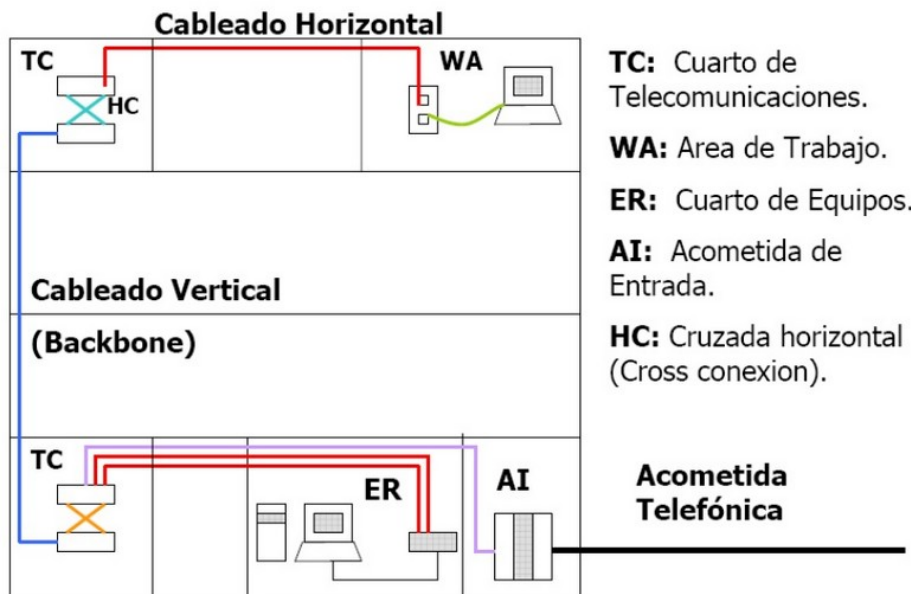 Cableado Horizontal
TC
HC
WA
Cableado Vertical
(Backbone)
TC
ER
AI
TC: Cuarto de
Telecomunicaciones.
WA: Area de Trabajo.
ER: Cuarto de Equipos.
AI: Acometida de
Entrada.
HC: Cruzada horizontal
(Cross conexion).
Acometida
Telefónica